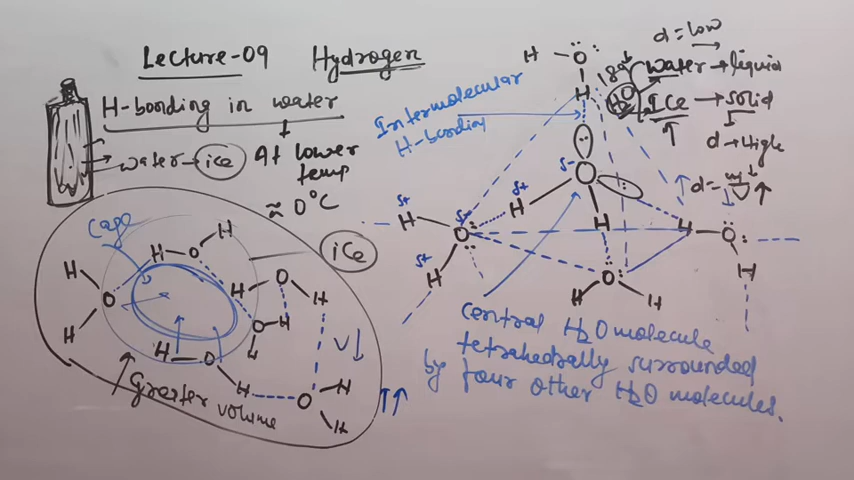 Lecture-09 Hydrogen
H-bonding in water
water → ice
At lower
temp
≈ 0°C
Cage
ice
Greater
volume
V↓
↑↑
Intermolecular
H-bonding
d = low
water → liquid
H₂O
ICe → solid
d → High
H
O
H
δ-
O
δ+
H
H
δ+
H
δ-
O
δ+
H
H
O
H
O
H
H
H
H
O
H
H
O
H
H
O
H
O
H
H
O
H
O
H
H
central H₂O molecule
tetrahedrally surrounded
by four other H₂O molecules.